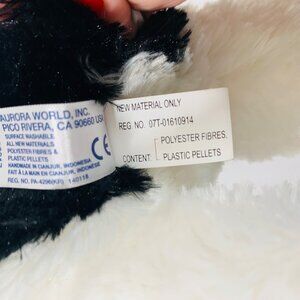 AURORA WORLD, INC.
PICO RIVERA, CA 90660 USA
SURFACE WASHABLE.
ALL NEW MATERIALS
POLYESTER FIBRES &
PLASTIC PELLETS
HANDMADE IN CIANJUR, INDONESIA
FAIT À LA MAIN EN CIANJUR, INDONESIE
REG. NO. PA-4296(KR) 140118
CE
NEW MATERIAL ONLY
REG NO. 07T-01610914
CONTENT:
POLYESTER FIBRES,
PLASTIC PELLETS